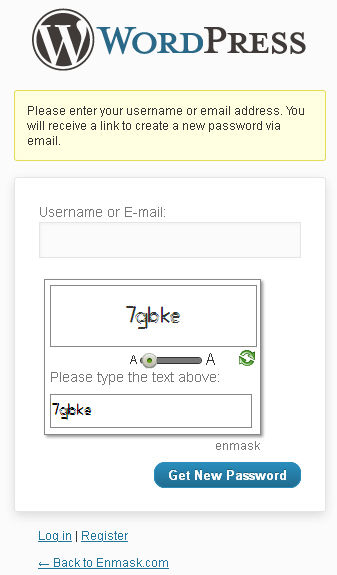 WORDPRESS
Please enter your username or email address. You
will receive a link to create a new password via
email.
Username or E-mail:
7gbke
A A
Please type the text above:
7gbke
enmask
Get New Password
Log in | Register
← Back to Enmask.com